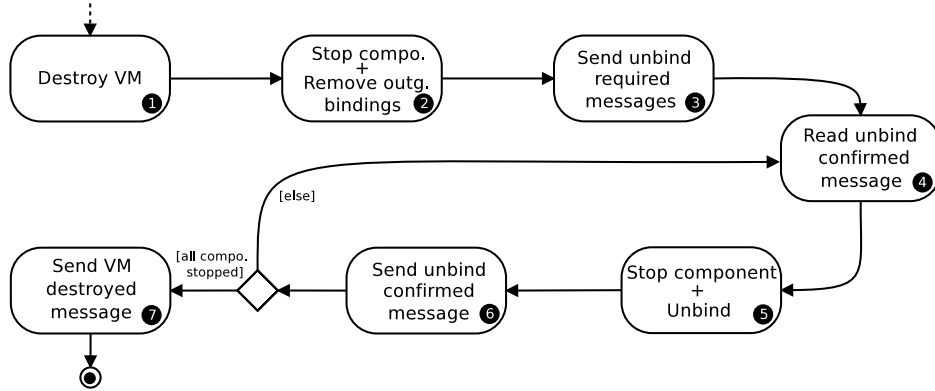 Destroy VM
1
Stop compo.
+
Remove outg.
bindings
2
Send unbind
required
messages
3
Read unbind
confirmed
message
4
[else]
[all compo.
stopped]
Send VM
destroyed
message
7
Send unbind
confirmed
message
6
Stop component
+
Unbind
5